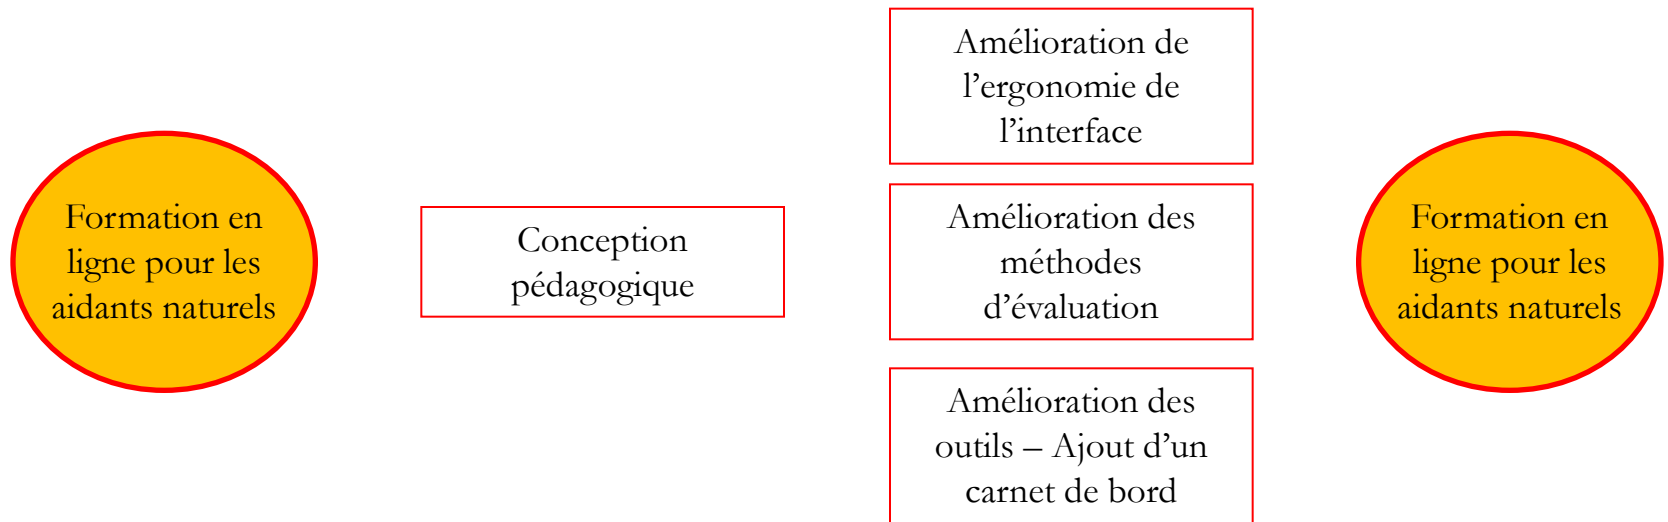 Formation en
ligne pour les
aidants naturels
Conception
pédagogique
Amélioration de
l’ergonomie de
l’interface
Amélioration des
méthodes
d’évaluation
Amélioration des
outils – Ajout d’un
carnet de bord
Formation en
ligne pour les
aidants naturels